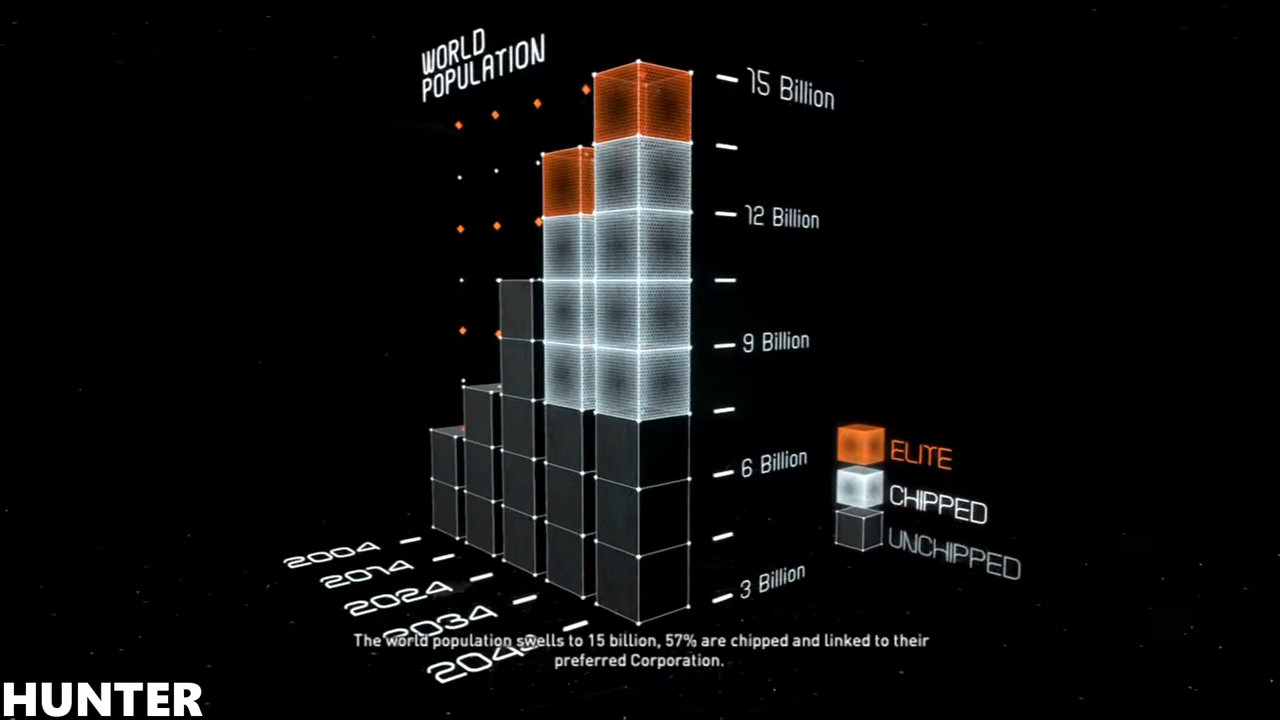 WORLD
POPULATION
15 Billion
12 Billion
9 Billion
6 Billion
3 Billion
ELITE
CHIPPED
UNCHIPPED
2004
2014
2024
2034
The world population swells to 15 billion, 57% are chipped and linked to their
preferred Corporation.
HUNTER